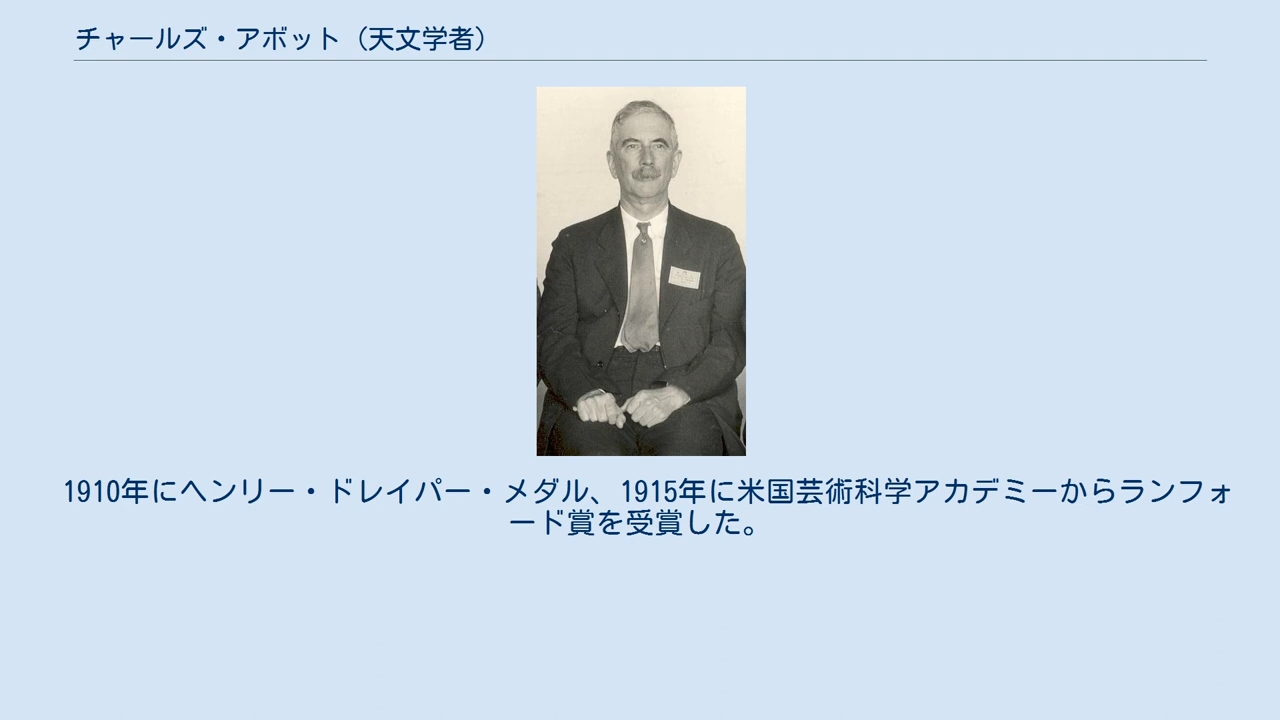 チャールズ・アボット（天文学者）
1910年にヘンリー・ドレイパー・メダル、1915年に米国芸術科学アカデミーからランフォ
ード賞を受賞した。